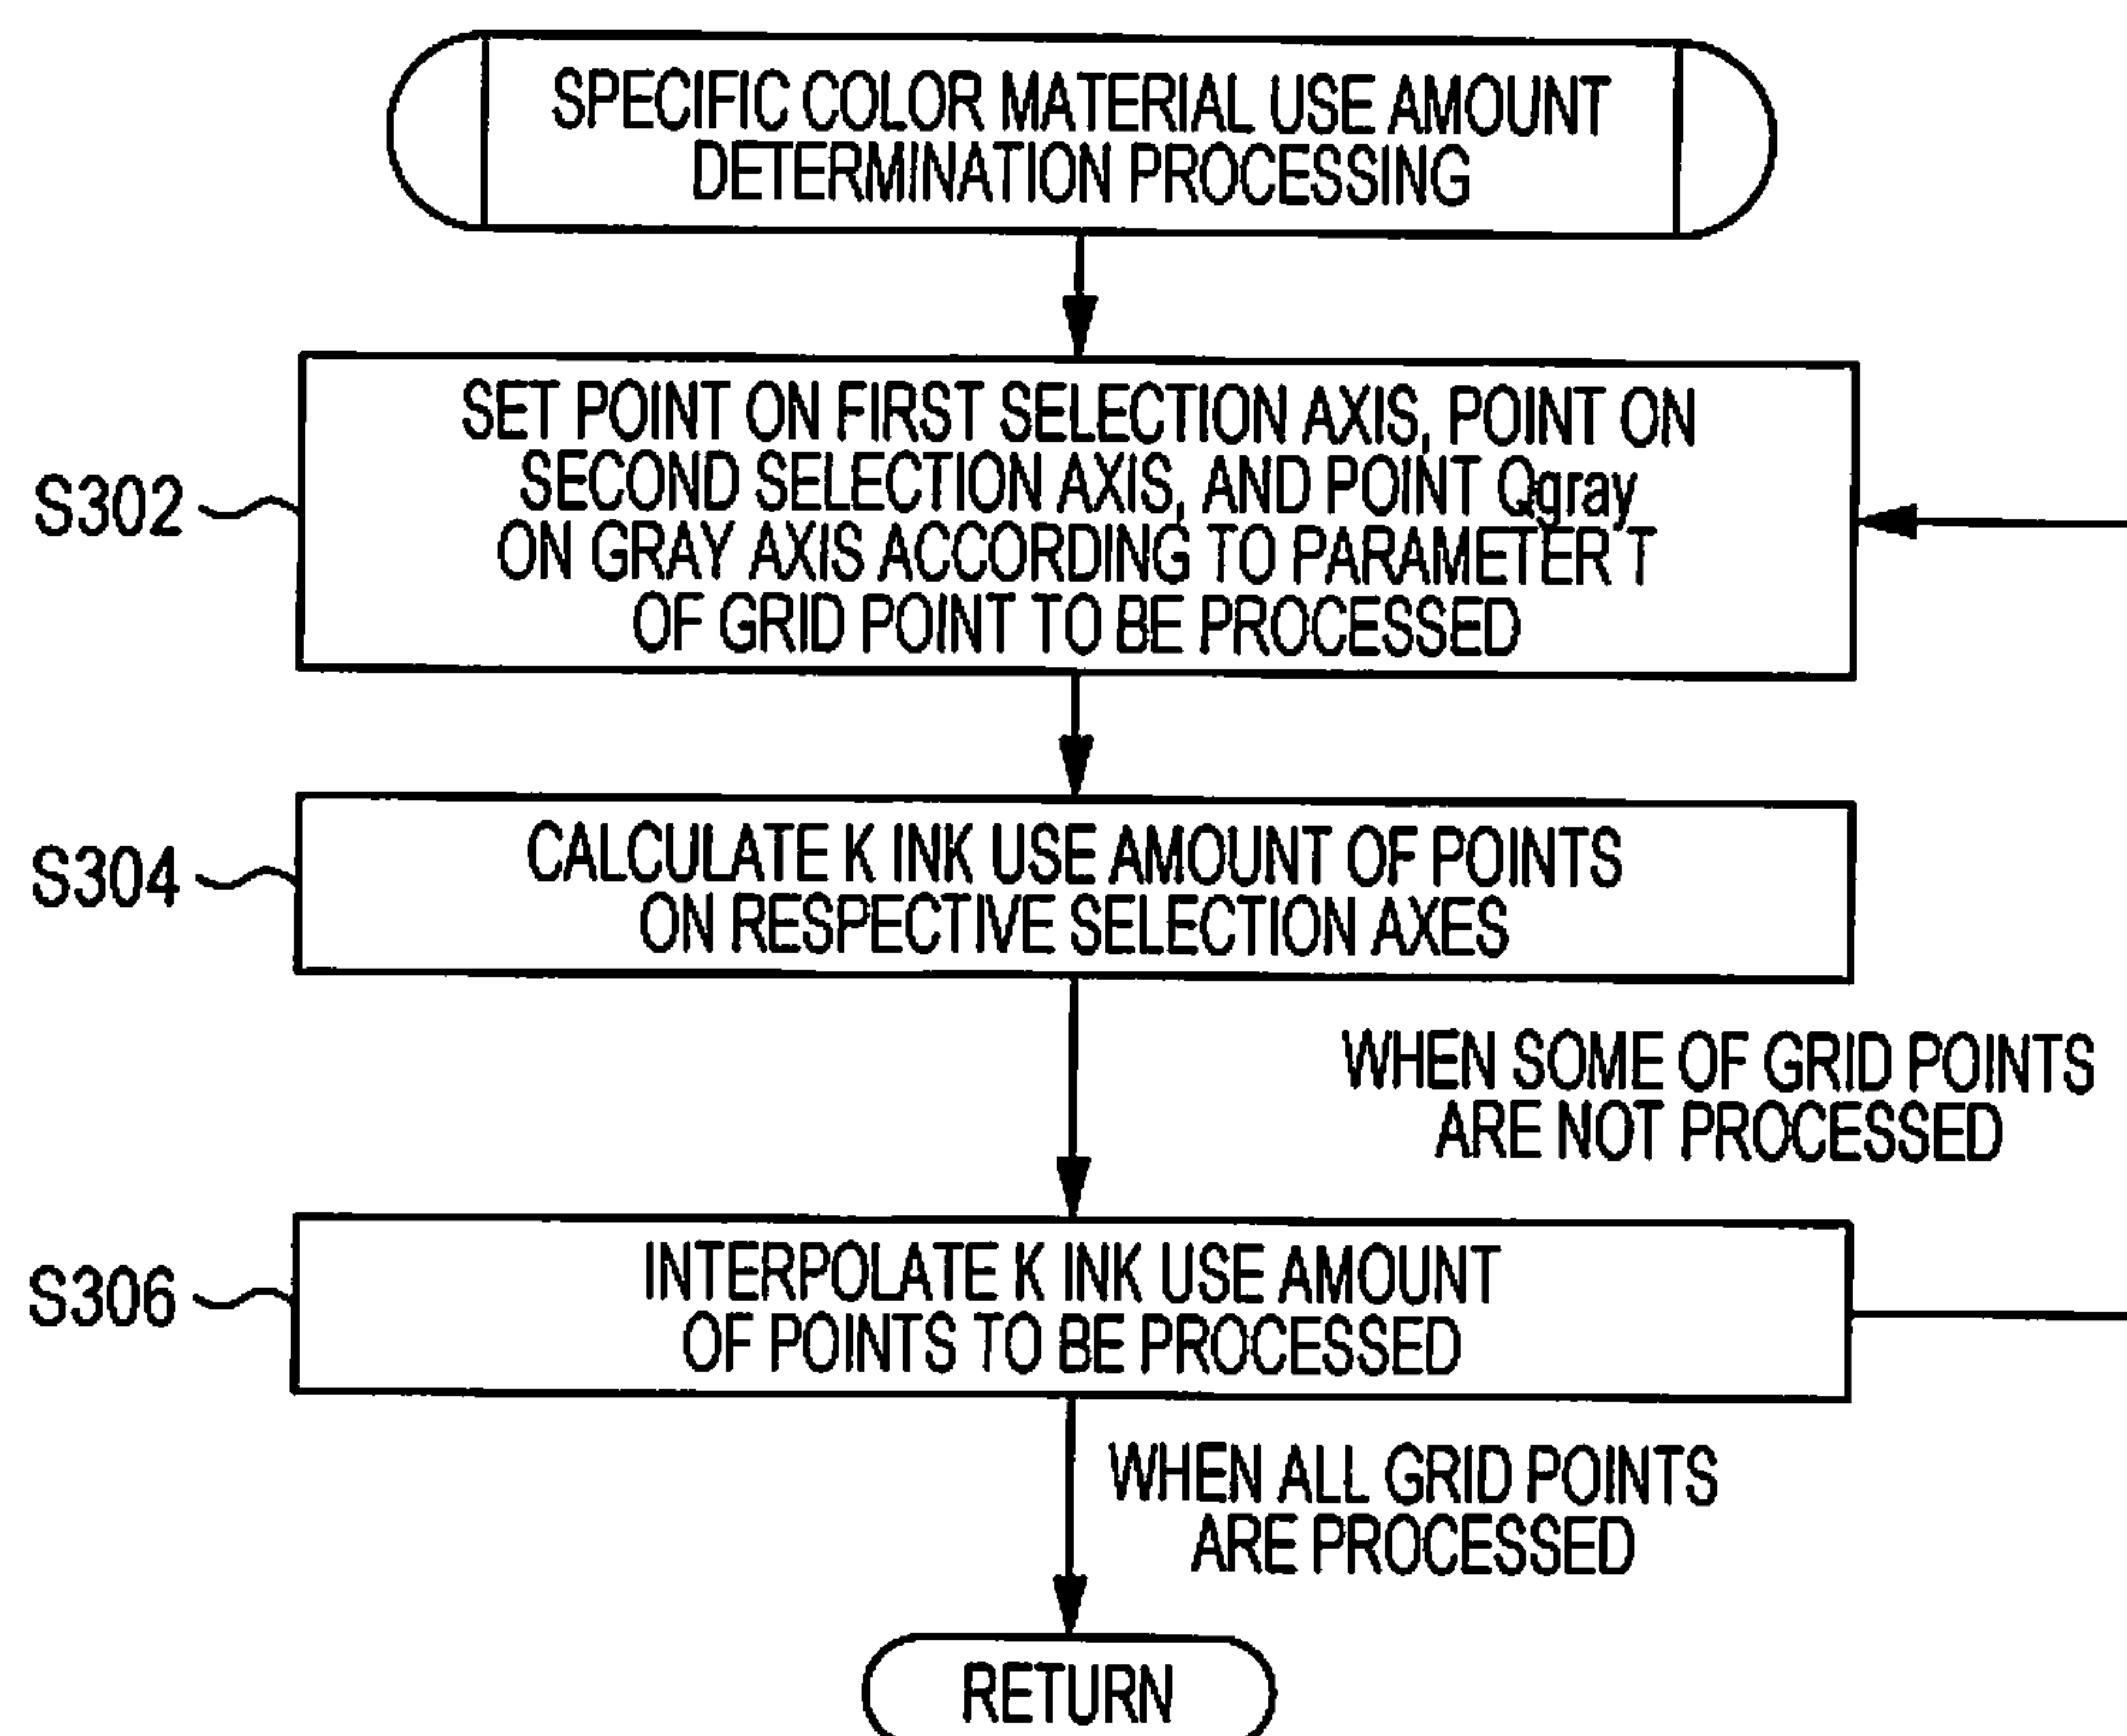 SPECIFIC COLOR MATERIAL USE AMOUNT
DETERMINATION PROCESSING
SET POINT ON FIRST SELECTION AXIS, POINT ON
SECOND SELECTION AXIS, AND POINT Qgray
ON GRAY AXIS ACCORDING TO PARAMETER T
OF GRID POINT TO BE PROCESSED
S302
CALCULATE K INK USE AMOUNT OF POINTS
ON RESPECTIVE SELECTION AXES
S304
WHEN SOME OF GRID POINTS
ARE NOT PROCESSED
INTERPOLATE K INK USE AMOUNT
OF POINTS TO BE PROCESSED
S306
WHEN ALL GRID POINTS
ARE PROCESSED
RETURN